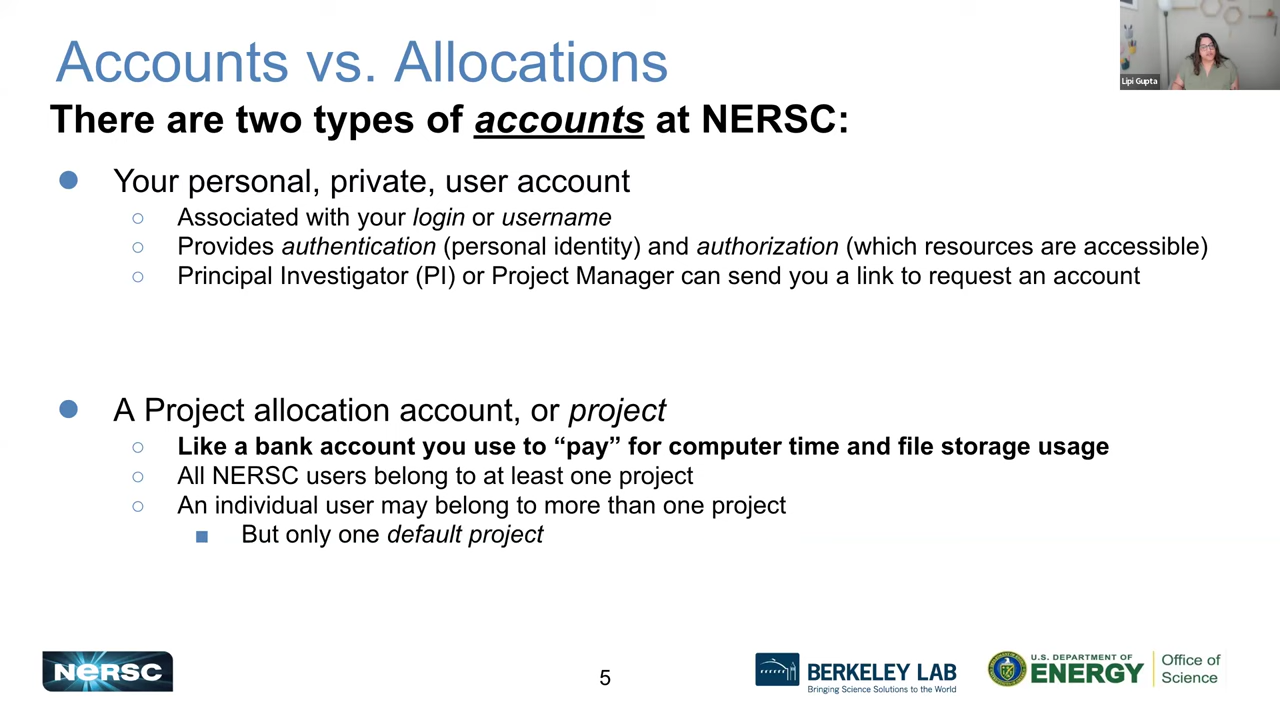 Accounts vs. Allocations
Lipi Gupta
There are two types of accounts at NERSC:
● Your personal, private, user account
○ Associated with your login or username
○ Provides authentication (personal identity) and authorization (which resources are accessible)
○ Principal Investigator (PI) or Project Manager can send you a link to request an account
● A Project allocation account, or project
○ Like a bank account you use to “pay” for computer time and file storage usage
○ All NERSC users belong to at least one project
○ An individual user may belong to more than one project
■ But only one default project
NERSC
5
BERKELEY LAB
Bringing Science Solutions to the World
U.S. DEPARTMENT OF
ENERGY
Office of
Science